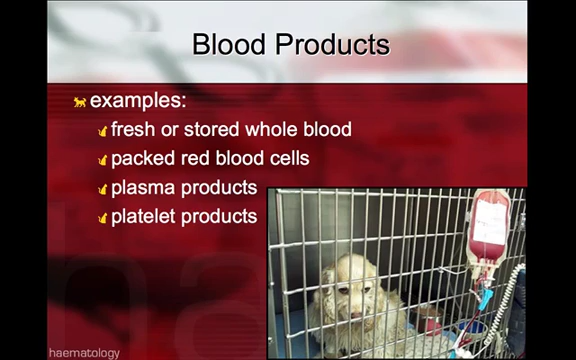 Blood Products
examples:
fresh or stored whole blood
packed red blood cells
plasma products
platelet products
haematology